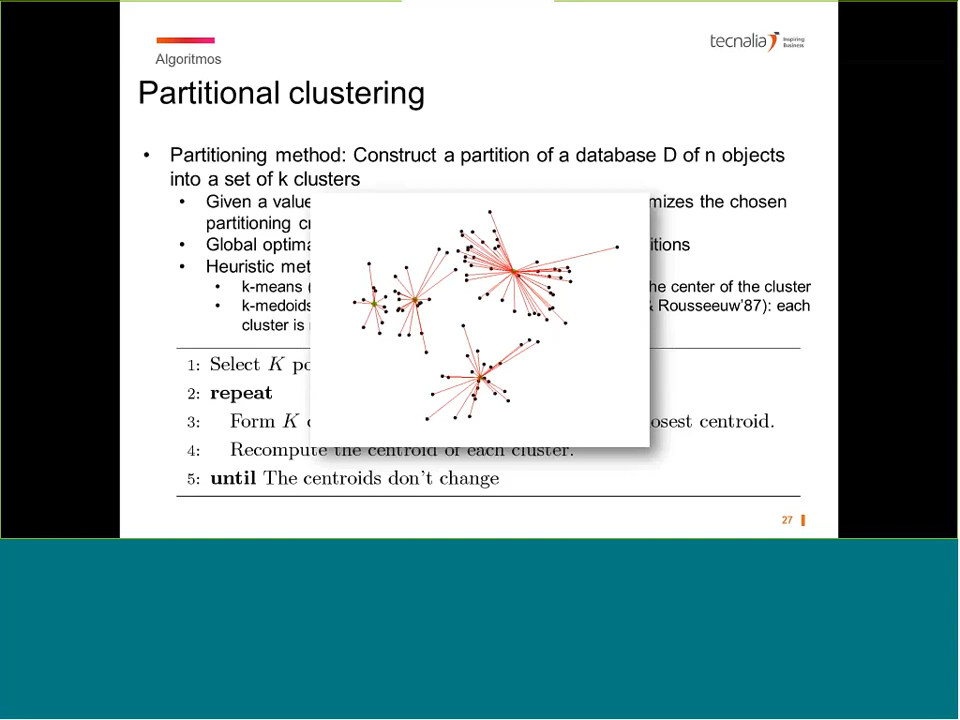 tecnalia Inspiring Business
Algoritmos
Partitional clustering
• Partitioning method: Construct a partition of a database D of n objects
into a set of k clusters
• Given a value mizes the chosen
partitioning
• Global optima itions
• Heuristic met
• k-means ( he center of the cluster
• k-medoids & Rousseeuw'87): each
cluster is
1: Select K po
2: repeat
3: Form K osest centroid.
4: Recompute the centroid of each cluster.
5: until The centroids don't change
27